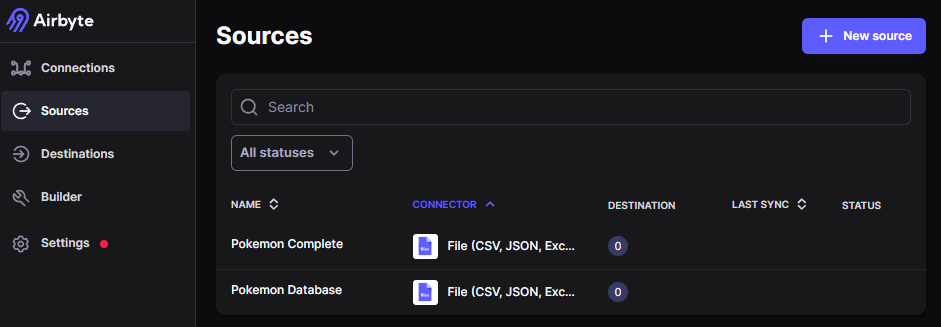 Airbyte
Connections
Sources
Destinations
Builder
Settings
Sources
New source
Search
All statuses
NAME CONNECTOR DESTINATION LAST SYNC STATUS
Pokemon Complete File (CSV, JSON, Exc... 0
Pokemon Database File (CSV, JSON, Exc... 0